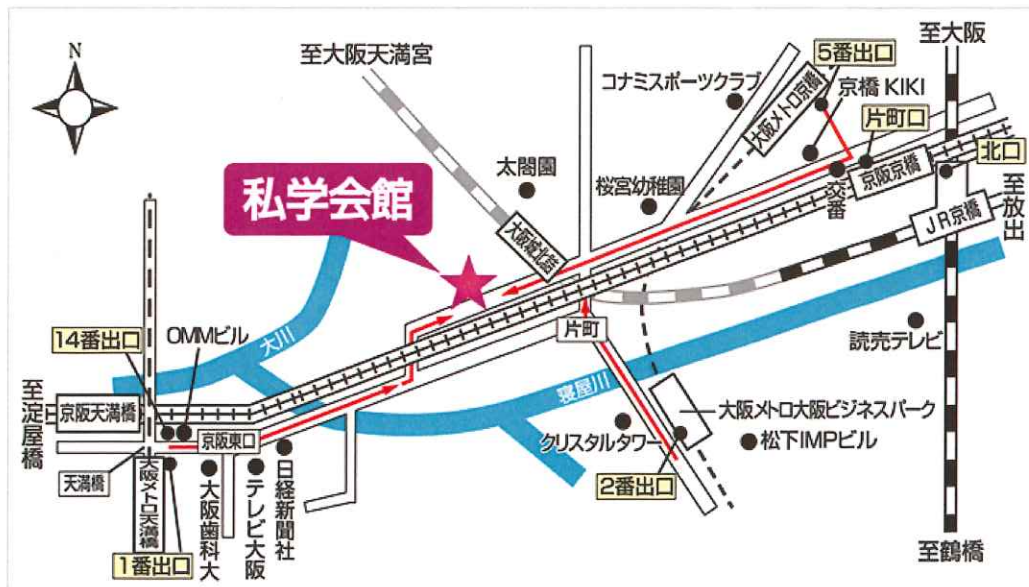 N
至大阪天満宮
コナミスポーツクラブ
5番出口
至大阪
大阪メトロ京橋
京橋KIKI
片町口
北口
京阪京橋
交番
JR京橋
至放出
太閤園
桜宮幼稚園
私学会館
大阪城北詰
片町
読売テレビ
14番出口
OMMビル
大川
寝屋川
至淀屋橋
京阪天満橋
京阪東口
天満橋
大阪メトロ天満橋
1番出口
大阪歯科大
テレビ大阪
日経新聞社
クリスタルタワー
大阪メトロ大阪ビジネスパーク
松下IMPビル
2番出口
至鶴橋